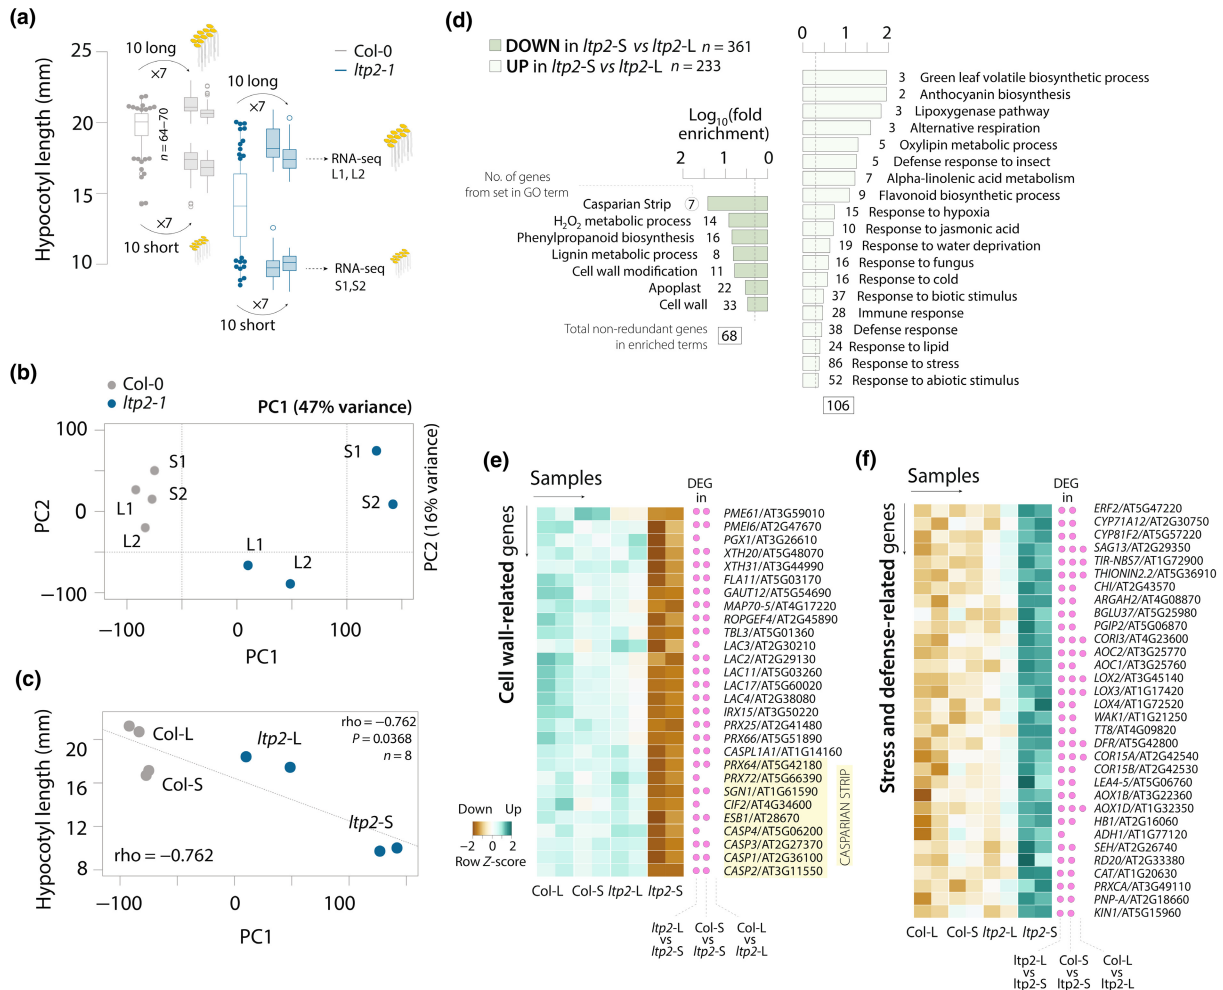 (a)
Hypocotyl length (mm)
25
20
15
10
10 long
×7
n = 64–70
×7
10 short
Col-0
ltp2-1
10 long
×7
RNA-seq
L1, L2
RNA-seq
S1,S2
×7
10 short
(b)
Col-0
ltp2-1
PC1 (47% variance)
PC2 (16% variance)
PC2
100
0
−100
S1
S2
L1
L2
S1
S2
L1
L2
−100
0
100
PC1
(c)
Hypocotyl length (mm)
20
16
12
8
Col-L
Col-S
ltp2-L
ltp2-S
rho = −0.762
P = 0.0368
n = 8
rho = −0.762
−100
0
100
PC1
(d)
DOWN in ltp2-S vs ltp2-L n = 361
UP in ltp2-S vs ltp2-L n = 233
Log10(fold
enrichment)
2 1 0
No. of genes
from set in GO term
Casparian Strip 7
H2O2 metabolic process 14
Phenylpropanoid biosynthesis 16
Lignin metabolic process 8
Cell wall modification 11
Apoplast 22
Cell wall 33
Total non-redundant genes
in enriched terms
68
0 1 2
3 Green leaf volatile biosynthetic process
2 Anthocyanin biosynthesis
3 Lipoxygenase pathway
3 Alternative respiration
5 Oxylipin metabolic process
5 Defense response to insect
7 Alpha-linolenic acid metabolism
9 Flavonoid biosynthetic process
15 Response to hypoxia
10 Response to jasmonic acid
19 Response to water deprivation
16 Response to fungus
16 Response to cold
37 Response to biotic stimulus
28 Immune response
38 Defense response
24 Response to lipid
86 Response to stress
52 Response to abiotic stimulus
106
(e)
Samples
DEG
in
Cell wall-related genes
PME61/AT3G59010
PMEI6/AT2G47670
PGX1/AT3G26610
XTH20/AT5G48070
XTH31/AT3G44990
FLA11/AT5G03170
GAUT12/AT5G54690
MAP70-5/AT4G17220
ROPGEF4/AT2G45890
TBL3/AT5G01360
LAC3/AT2G30210
LAC2/AT2G29130
LAC11/AT5G03260
LAC17/AT5G60020
LAC4/AT2G38080
IRX15/AT3G50220
PRX25/AT2G41480
PRX66/AT5G51890
CASPL1A1/AT1G14160
PRX64/AT5G42180
PRX72/AT5G66390
SGN1/AT1G61590
CIF2/AT4G34600
ESB1/AT28670
CASP4/AT5G06200
CASP3/AT2G27370
CASP1/AT2G36100
CASP2/AT3G11550
CASPARIAN STRIP
Down Up
−2 0 2
Row Z-score
Col-L Col-S ltp2-L ltp2-S
ltp2-L
vs
ltp2-S
Col-S
vs
ltp2-S
Col-L
vs
ltp2-L
(f)
Samples
DEG
in
Stress and defense-related genes
ERF2/AT5G47220
CYP71A12/AT2G30750
CYP81F2/AT5G57220
SAG13/AT2G29350
TIR-NBS7/AT1G72900
THIONIN2.2/AT5G36910
CHI/AT2G43570
ARGAH2/AT4G08870
BGLU37/AT5G25980
PGIP2/AT5G06870
CORI3/AT4G23600
AOC2/AT3G25770
AOC1/AT3G25760
LOX2/AT3G45140
LOX3/AT1G17420
LOX4/AT1G72520
WAK1/AT1G21250
TT8/AT4G09820
DFR/AT5G42800
COR15A/AT2G42540
COR15B/AT2G42530
LEA4-5/AT5G06760
AOX1B/AT3G22360
AOX1D/AT1G32350
HB1/AT2G16060
ADH1/AT1G77120
SEH/AT2G26740
RD20/AT2G33380
CAT/AT1G20630
PRXCA/AT3G49110
PNP-A/AT2G18660
KIN1/AT5G15960
Col-L Col-S ltp2-L ltp2-S
ltp2-L
vs
ltp2-S
Col-S
vs
ltp2-S
Col-L
vs
ltp2-L